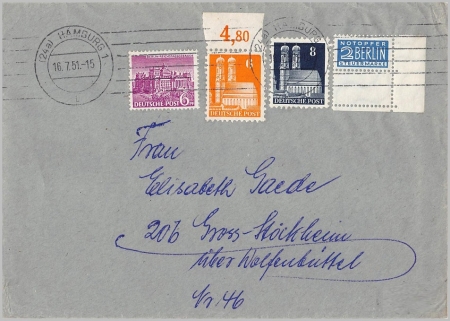 (24a) HAMBURG 1
16.7.51.-15
4,80
6
DEUTSCHE POST
6
DEUTSCHE POST
8
DEUTSCHE POST
NOTOPFER
2 BERLIN
STEUERMARKE
Frau
Elisabeth Gaede
20b Gross-Stöckheim
über Wolfenbüttel
Nr. 46